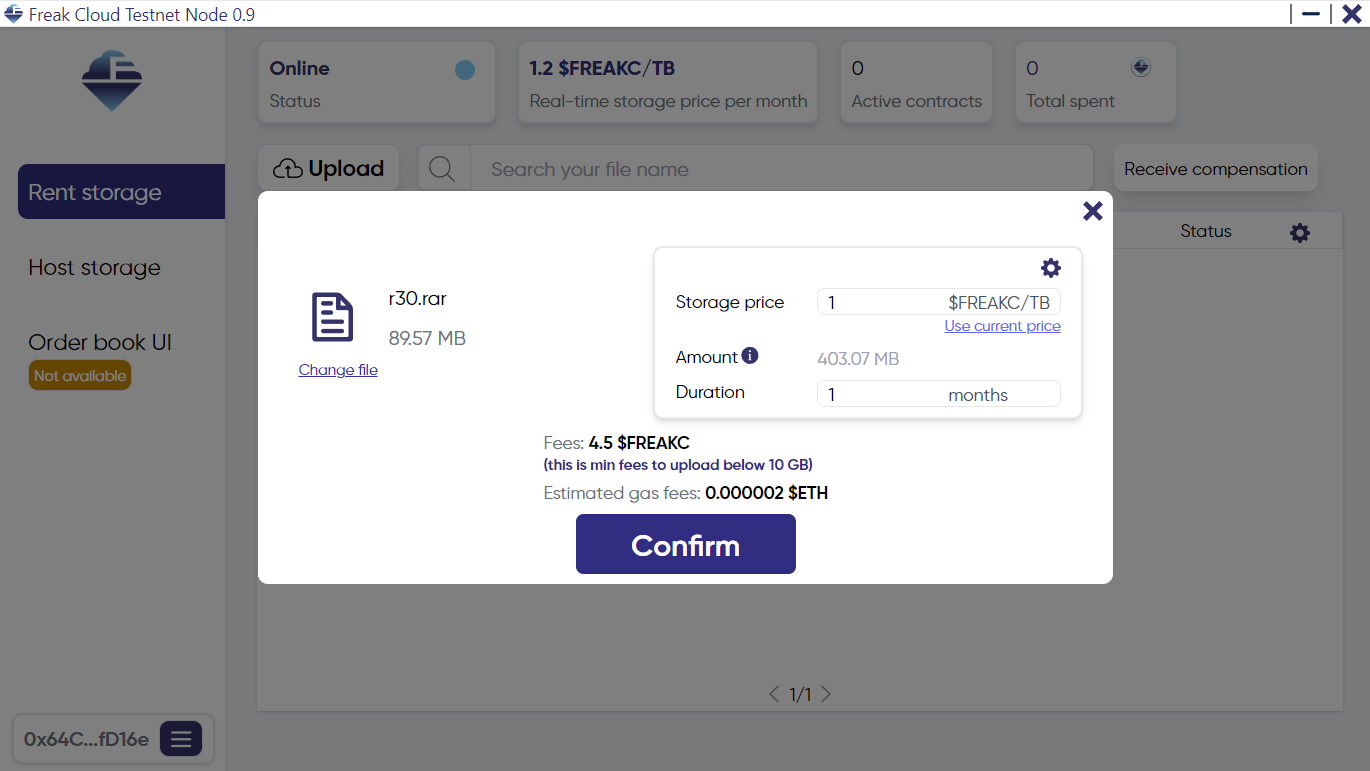 Freak Cloud Testnet Node 0.9
Online
Status
1.2 $FREAKC/TB
Real-time storage price per month
0
Active contracts
0
Total spent
Upload
Search your file name
Receive compensation
Rent storage
Host storage
Order book UI
Not available
Status
r30.rar
89.57 MB
Change file
Storage price 1 $FREAKC/TB
Use current price
Amount 403.07 MB
Duration 1 months
Fees: 4.5 $FREAKC
(this is min fees to upload below 10 GB)
Estimated gas fees: 0.000002 $ETH
Confirm
1/1
0x64C...fD16e